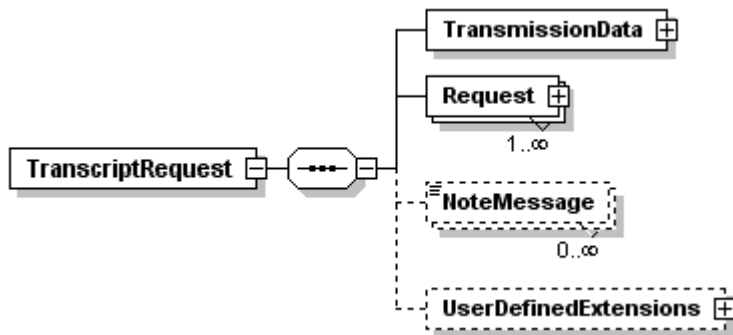 TransmissionData
Request
1..∞
TranscriptRequest
NoteMessage
0..∞
UserDefinedExtensions